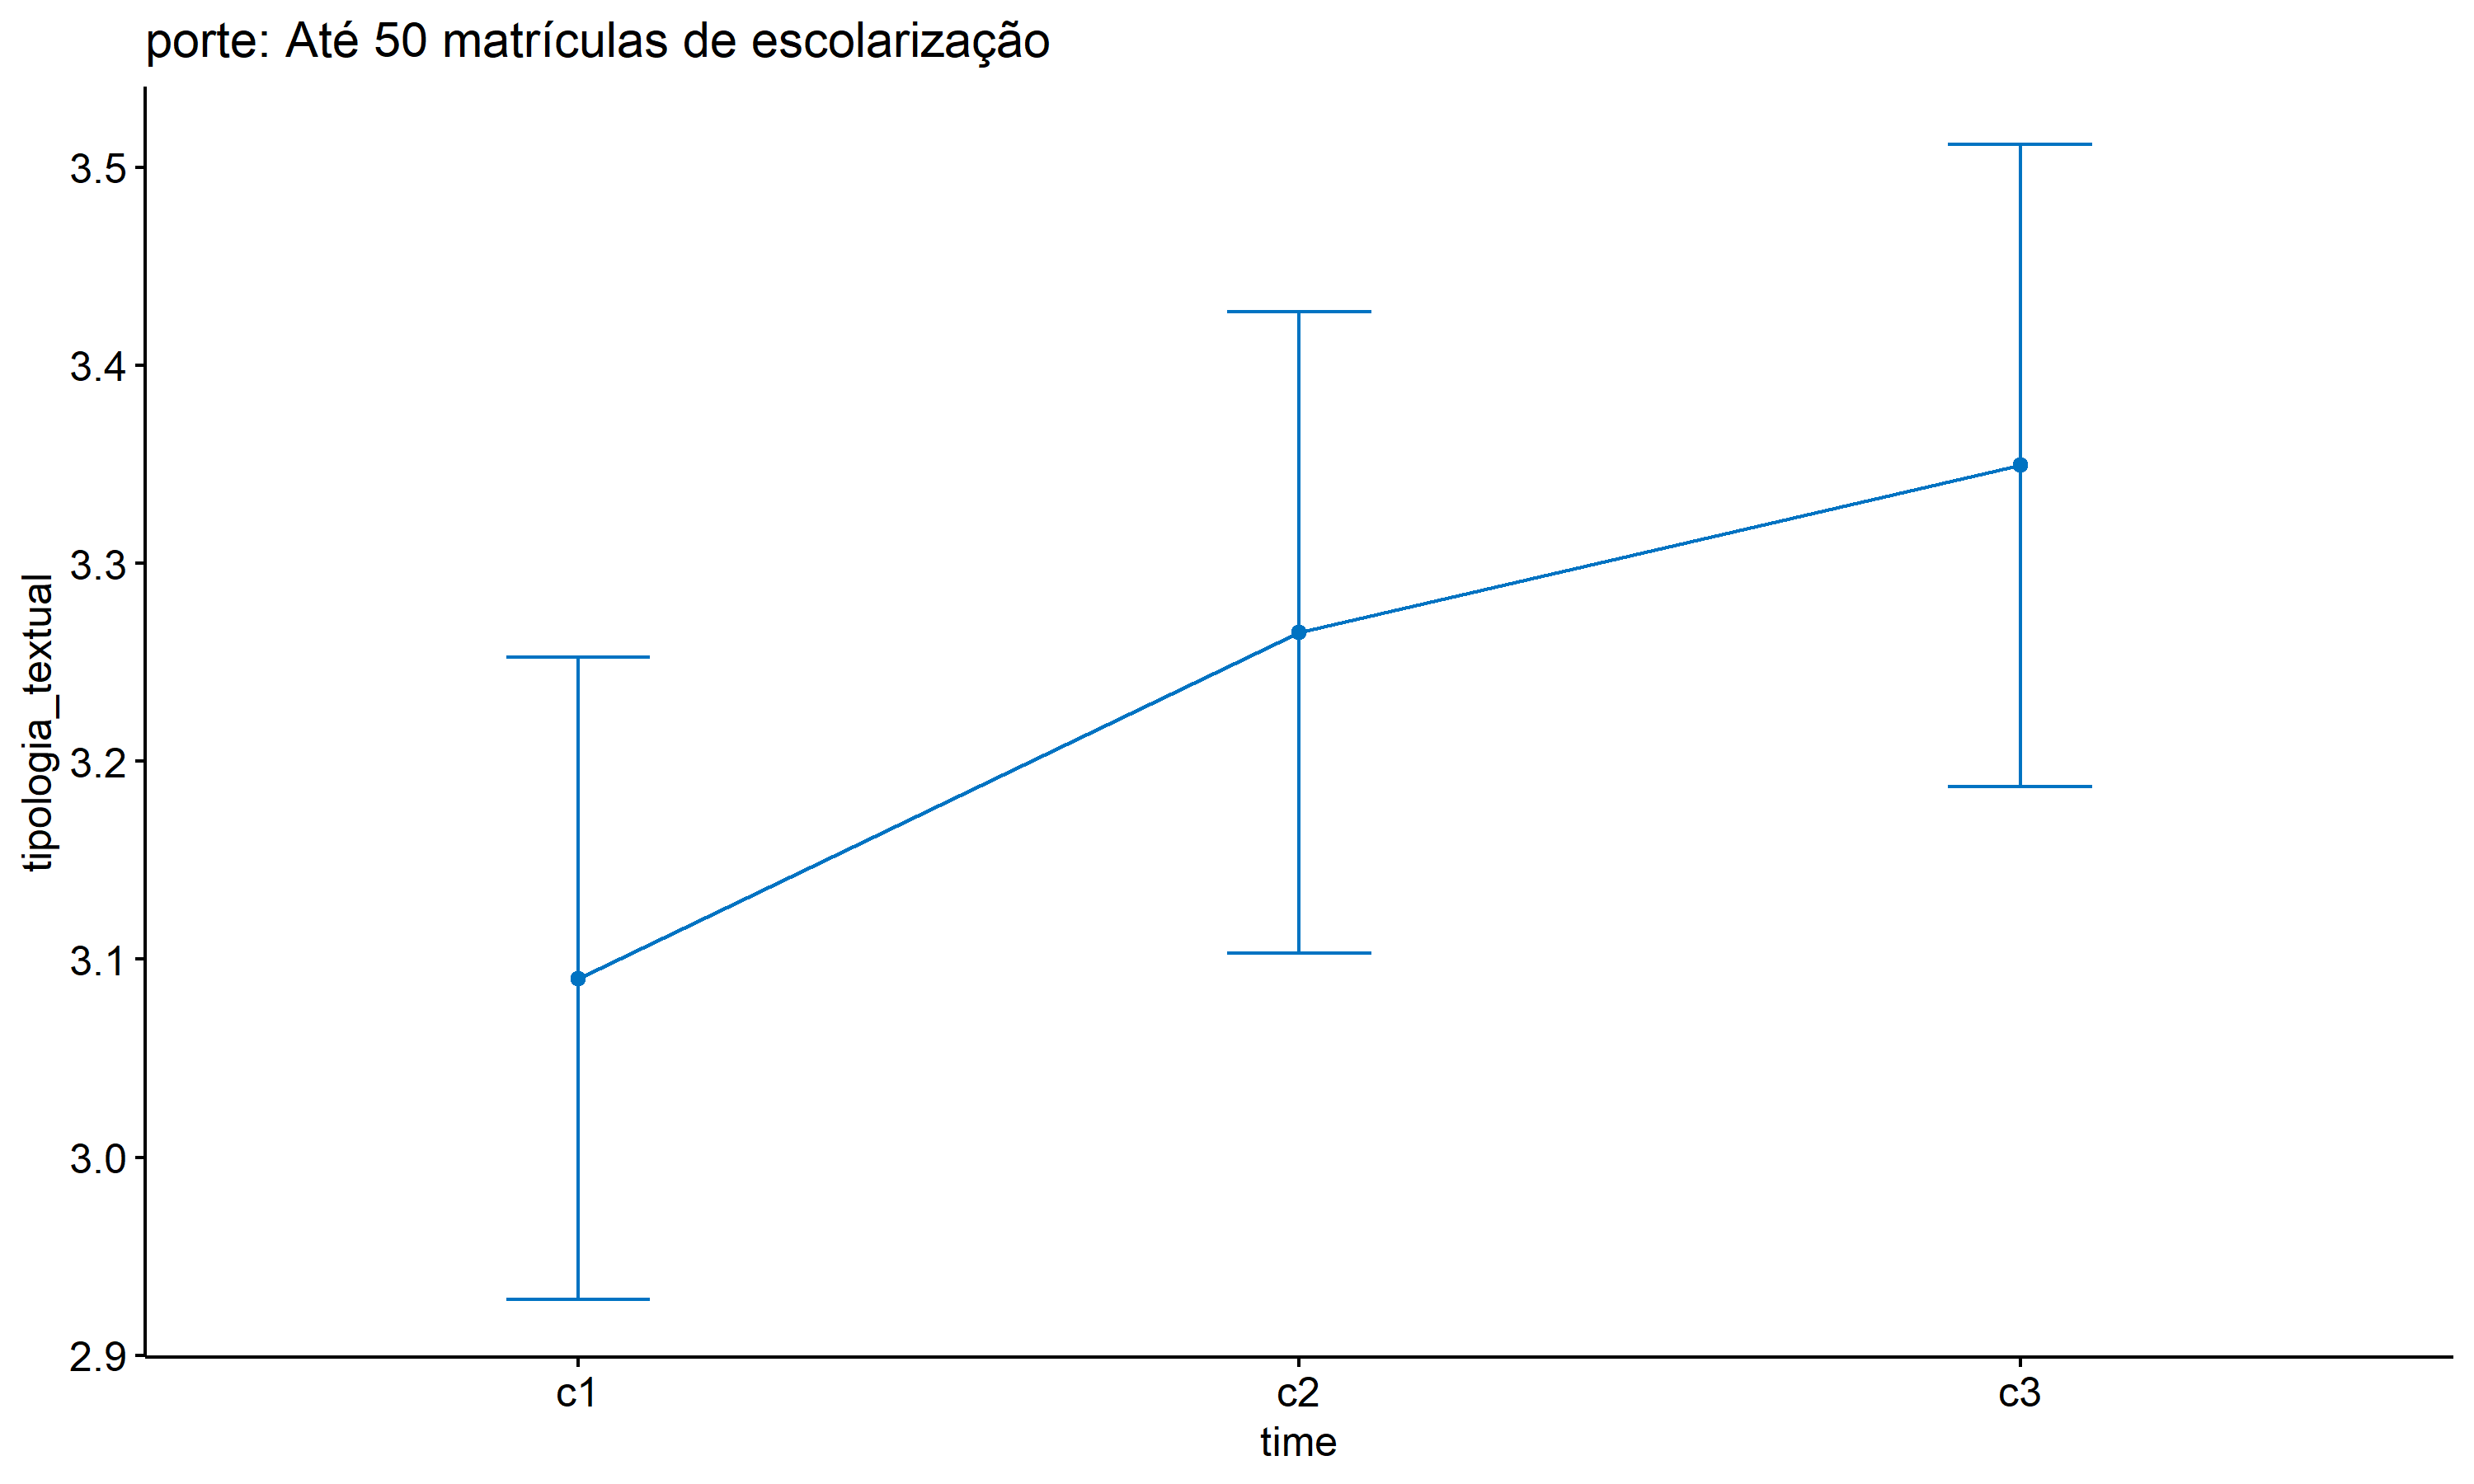 porte: Até 50 matrículas de escolarização
tipologia_textual
3.5
3.4
3.3
3.2
3.1
3.0
2.9
c1
c2
c3
time